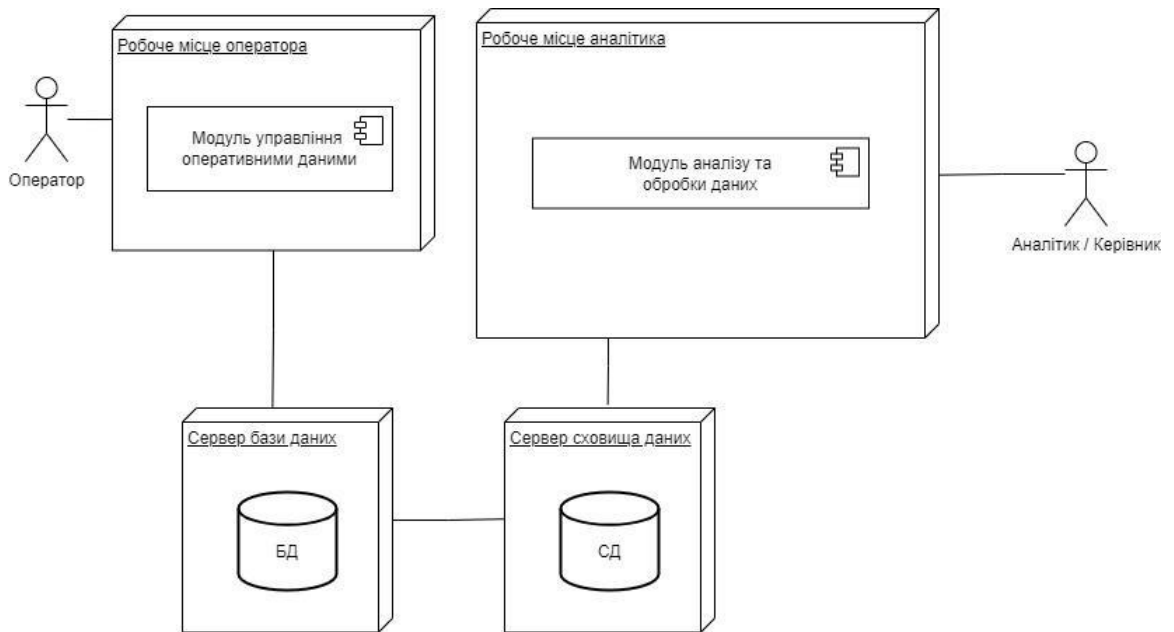 Робоче місце оператора
Робоче місце аналітика
Модуль управління
оперативними даними
Модуль аналізу та
обробки даних
Оператор
Аналітик / Керівник
Сервер бази даних
Сервер сховища даних
БД
СД